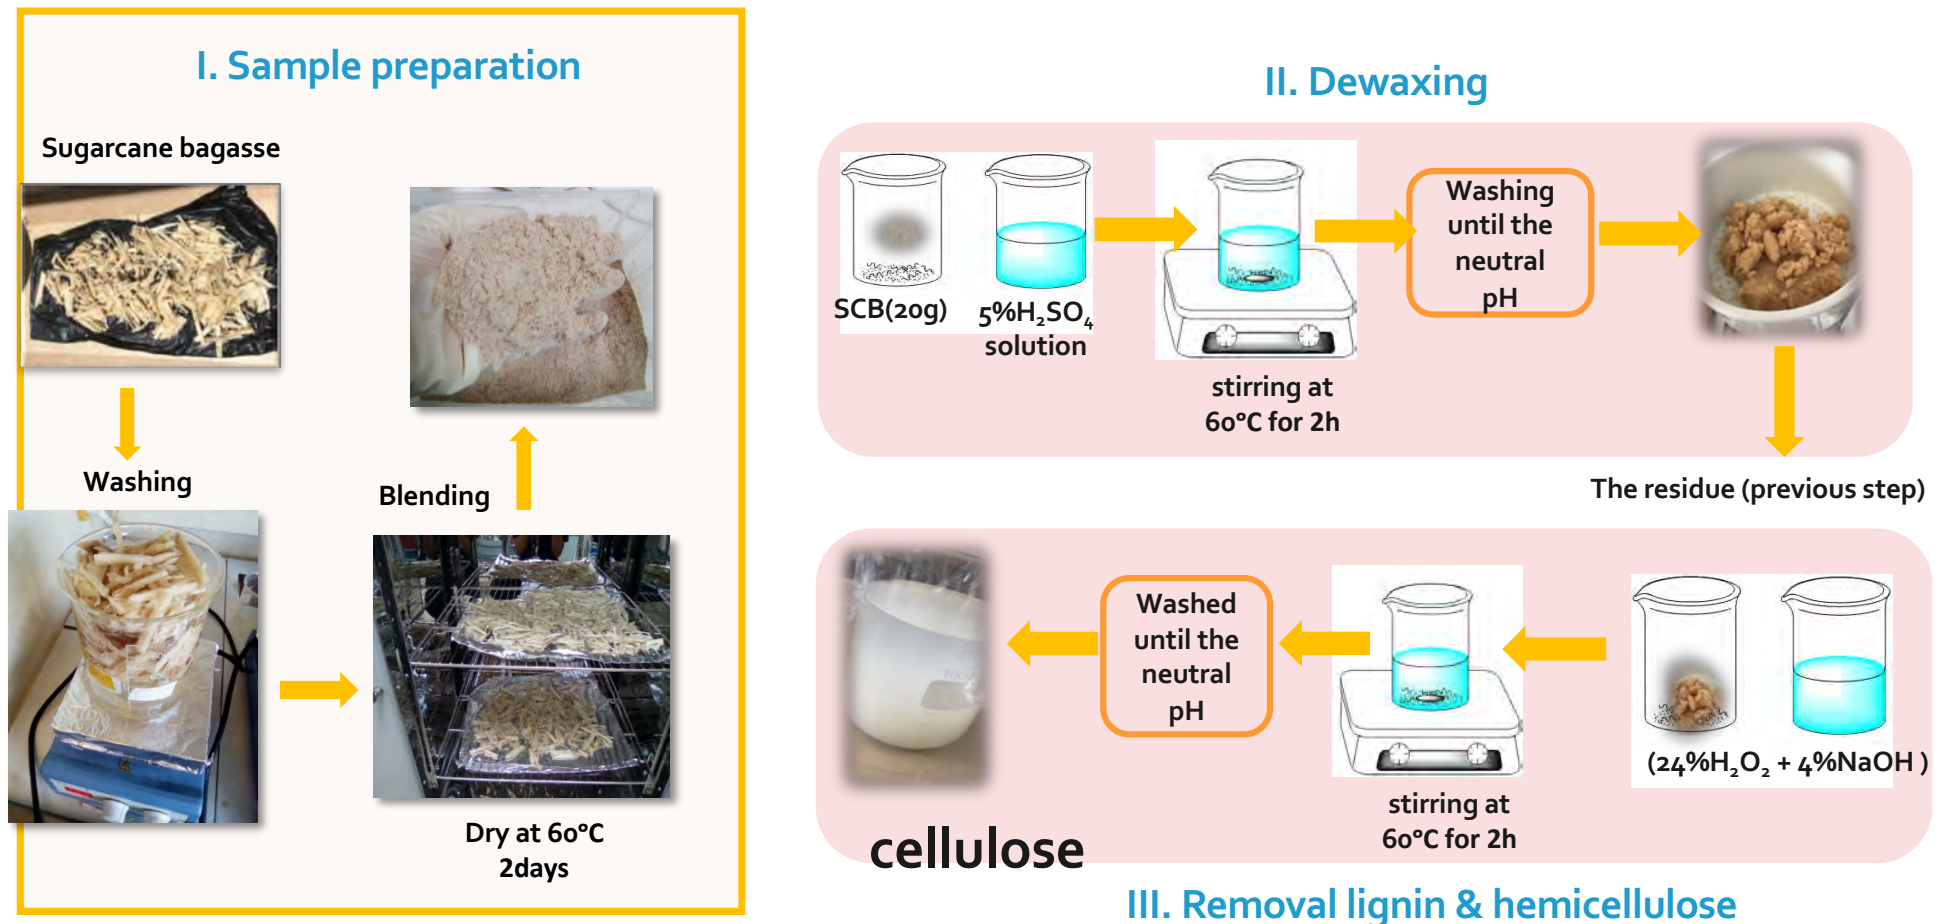 I. Sample preparation
Sugarcane bagasse
Washing
Blending
Dry at 60°C
2days
II. Dewaxing
SCB(20g)
5%H₂SO₄
solution
stirring at
60°C for 2h
Washing
until the
neutral
pH
The residue (previous step)
(24%H₂O₂ + 4%NaOH )
stirring at
60°C for 2h
Washed
until the
neutral
pH
cellulose
III. Removal lignin & hemicellulose